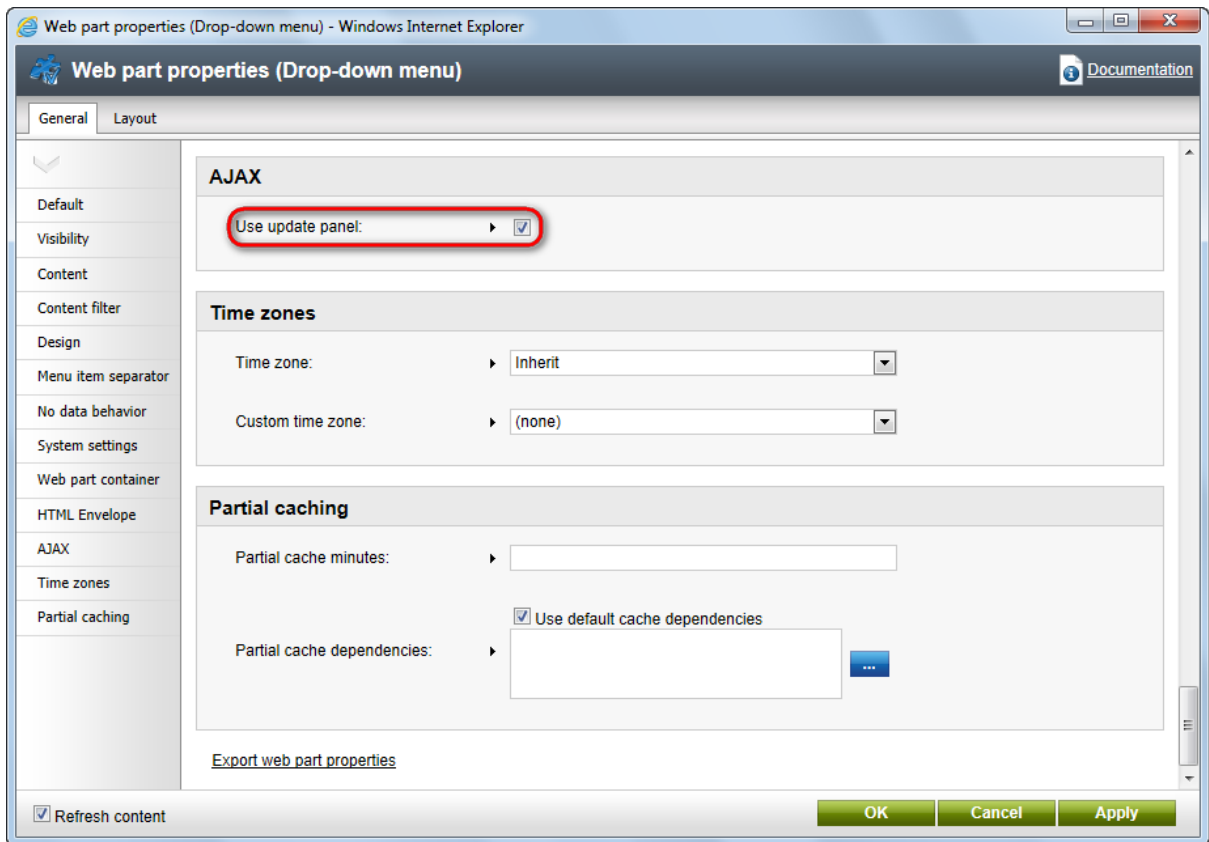 Web part properties (Drop-down menu) - Windows Internet Explorer
Web part properties (Drop-down menu)
Documentation
General
Layout
Default
Visibility
Content
Content filter
Design
Menu item separator
No data behavior
System settings
Web part container
HTML Envelope
AJAX
Time zones
Partial caching
AJAX
Use update panel:
Time zones
Time zone:
Inherit
Custom time zone:
(none)
Partial caching
Partial cache minutes:
Use default cache dependencies
Partial cache dependencies:
...
Export web part properties
Refresh content
OK
Cancel
Apply